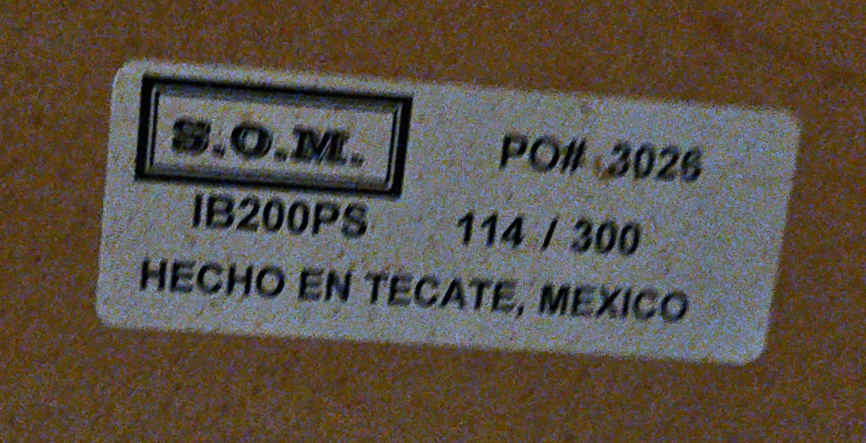 S.O.M. PO# 3026
IB200PS 114 / 300
HECHO EN TECATE, MEXICO